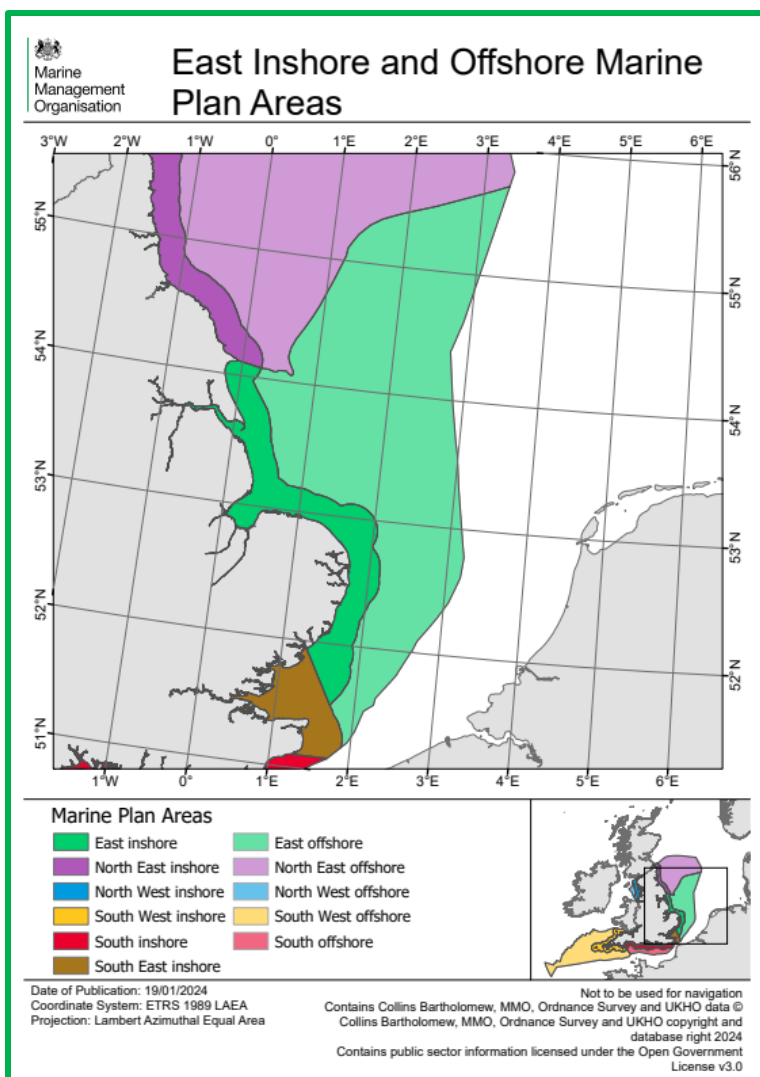 Marine
Management
Organisation
East Inshore and Offshore Marine
Plan Areas
3°W 2°W 1°W 0° 1°E 2°E 3°E 4°E 5°E 6°E
56°N
55°N
55°N
54°N
54°N
53°N
53°N
52°N
52°N
51°N
1°W 0° 1°E 2°E 3°E 4°E 5°E 6°E
Marine Plan Areas
East inshore
North East inshore
North West inshore
South West inshore
South inshore
South East inshore
East offshore
North East offshore
North West offshore
South West offshore
South offshore
Date of Publication: 19/01/2024
Coordinate System: ETRS 1989 LAEA
Projection: Lambert Azimuthal Equal Area
Not to be used for navigation
Contains Collins Bartholomew, MMO, Ordnance Survey and UKHO data ©
Collins Bartholomew, MMO, Ordnance Survey and UKHO copyright and
database right 2024
Contains public sector information licensed under the Open Government
License v3.0